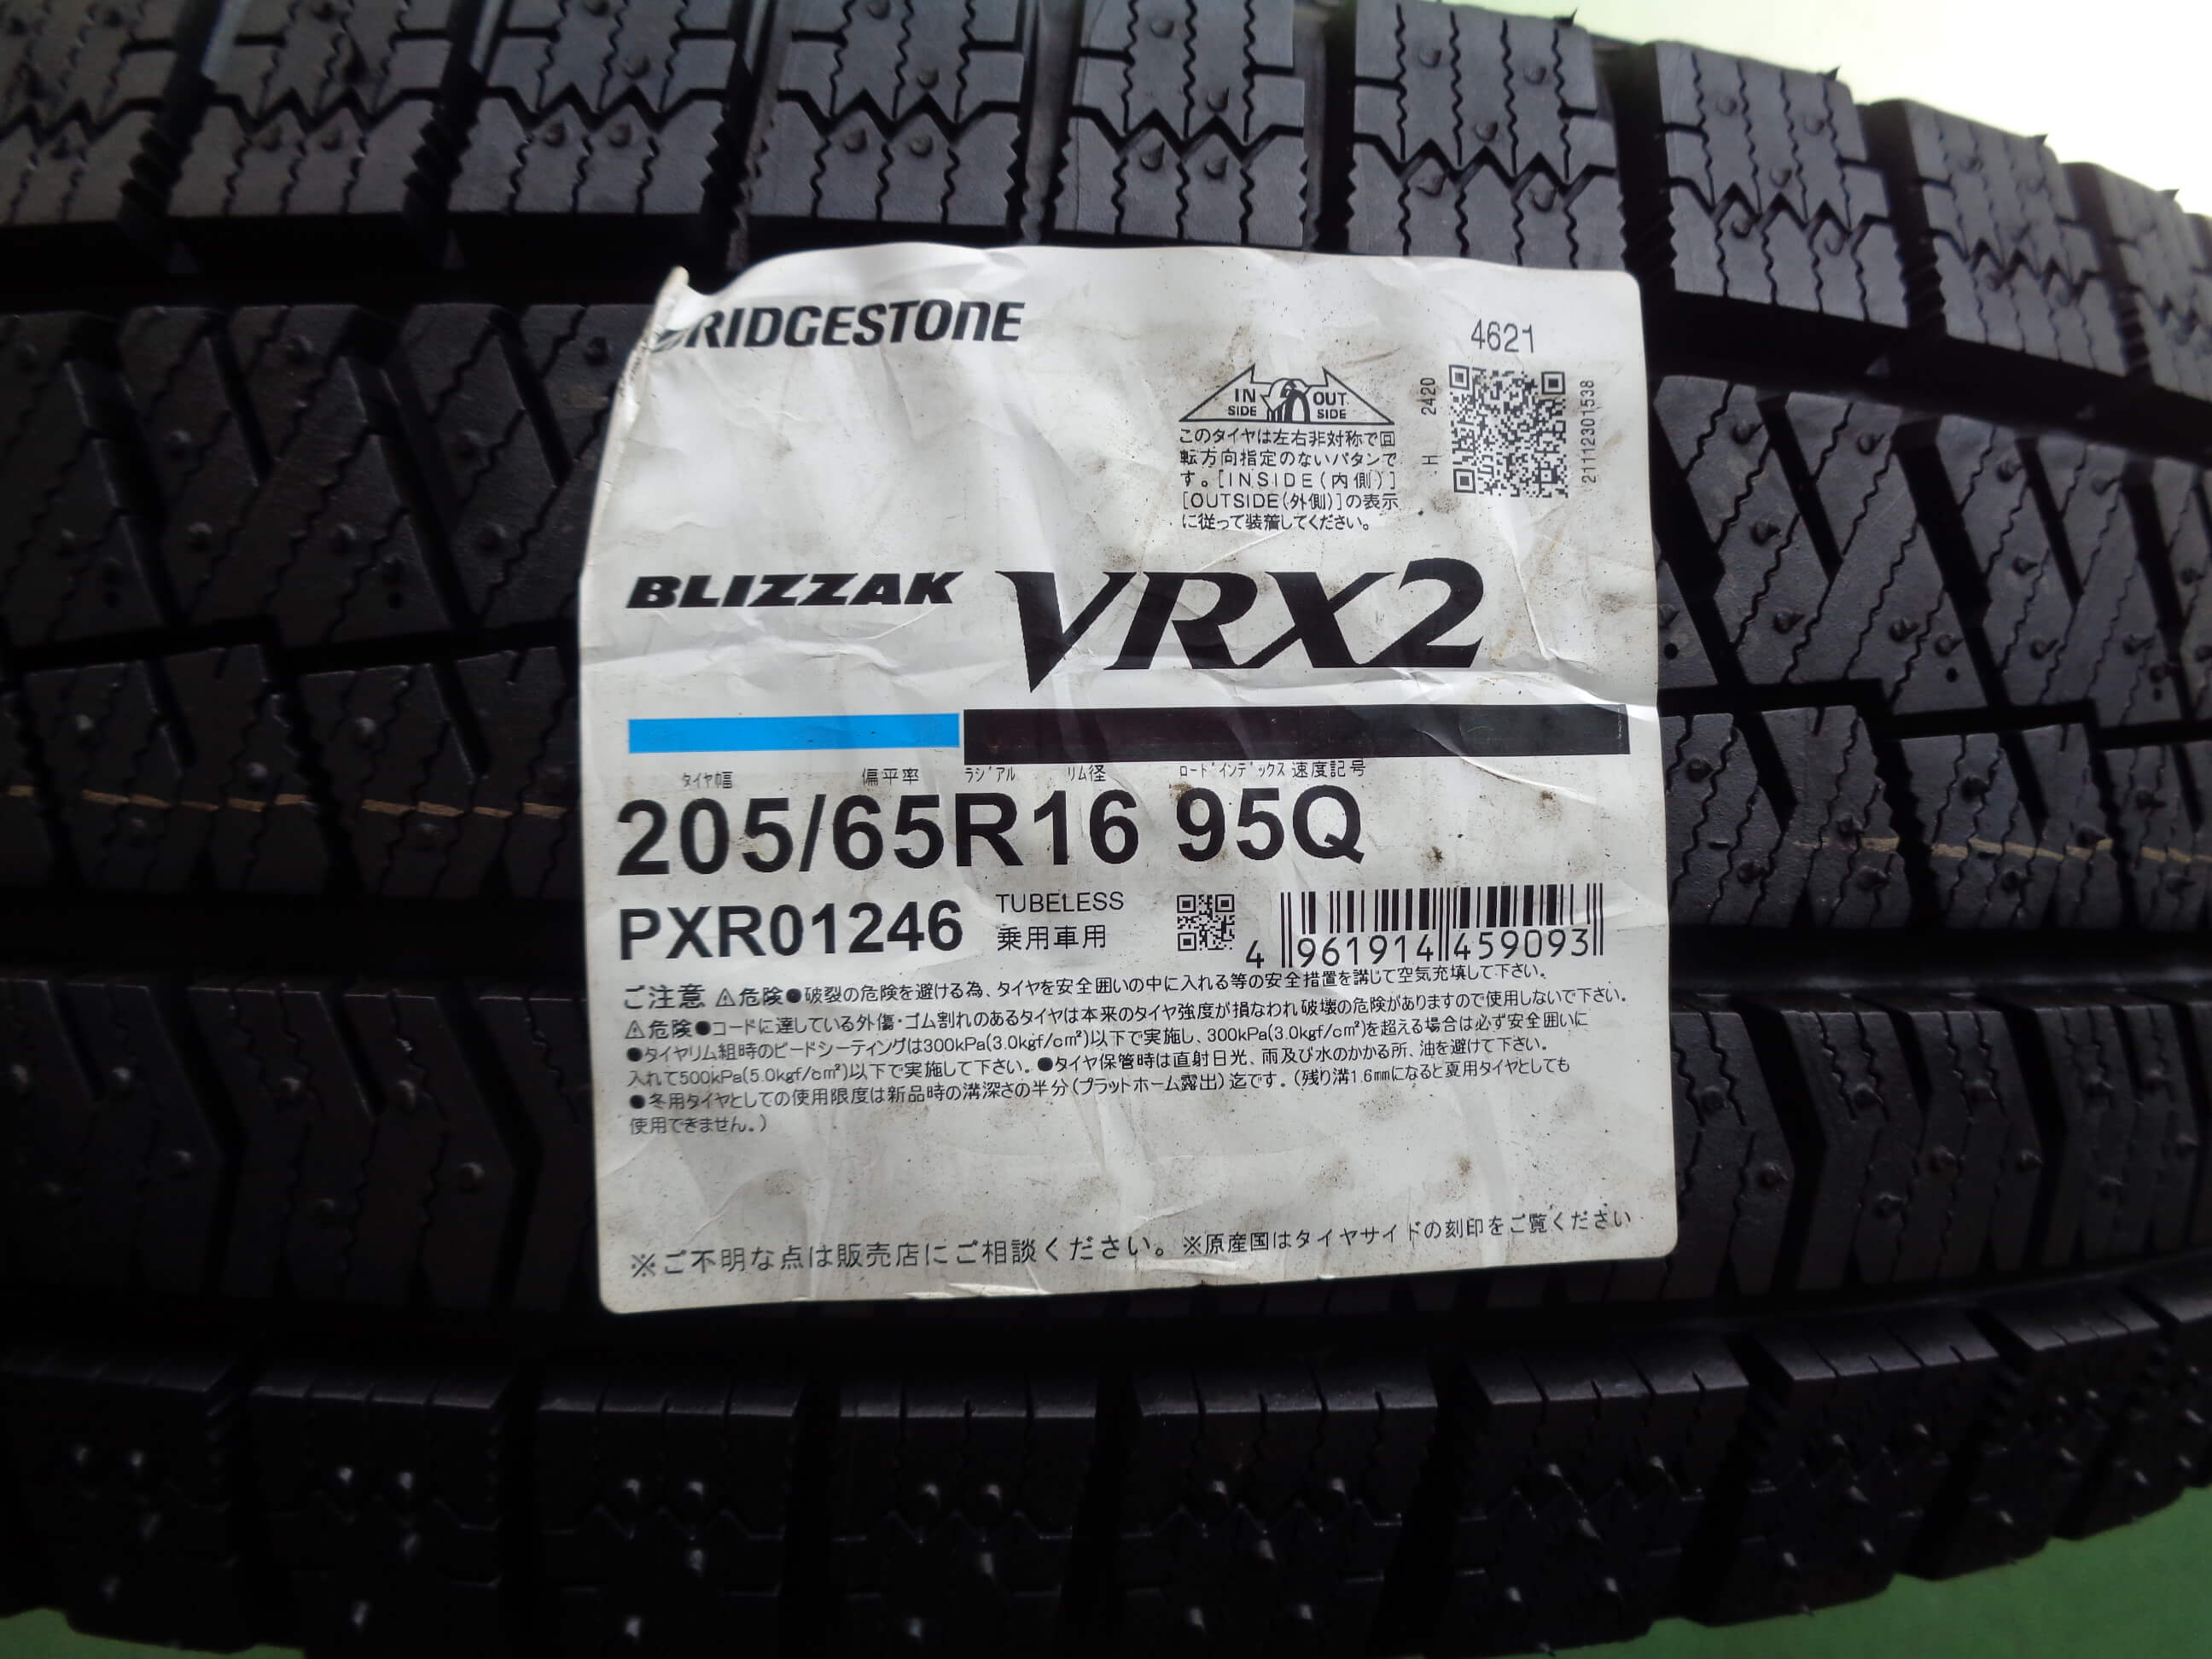 BRIDGESTONE
4621
IN SIDE OUT SIDE
H 2420
21112301538
このタイヤは左右非対称で回
転方向指定のないパタンで
す。[INSIDE(内側)]
[OUTSIDE(外側)]の表示
に従って装着してください。
BLIZZAK VRX2
タイヤ巾幅 偏平率 ラジアル リム径 ロードインデックス 速度記号
205/65R16 95Q
PXR01246 TUBELESS
乗用車用
4 961914 459093
ご注意 ⚠危険●破裂の危険を避ける為、タイヤを安全囲いの中に入れる等の安全措置を講じて空気充填して下さい。
⚠危険●コードに達している外傷・ゴム割れのあるタイヤは本来のタイヤ強度が損なわれ破壊の危険がありますので使用しないで下さい。
●タイヤリム組時のビードシーティングは300kPa(3.0kgf/c㎡)以下で実施し、300kPa(3.0kgf/c㎡)を超える場合は必ず安全囲いに
入れて500kPa(5.0kgf/c㎡)以下で実施して下さい。●タイヤ保管時は直射日光、雨及び水のかかる所、油を避けて下さい。
●冬用タイヤとしての使用限度は新品時の溝深さの半分(プラットホーム露出)迄です。(残り溝1.6㎜になると夏用タイヤとしても
使用できません。)
※ご不明な点は販売店にご相談ください。※原産国はタイヤサイドの刻印をご覧ください